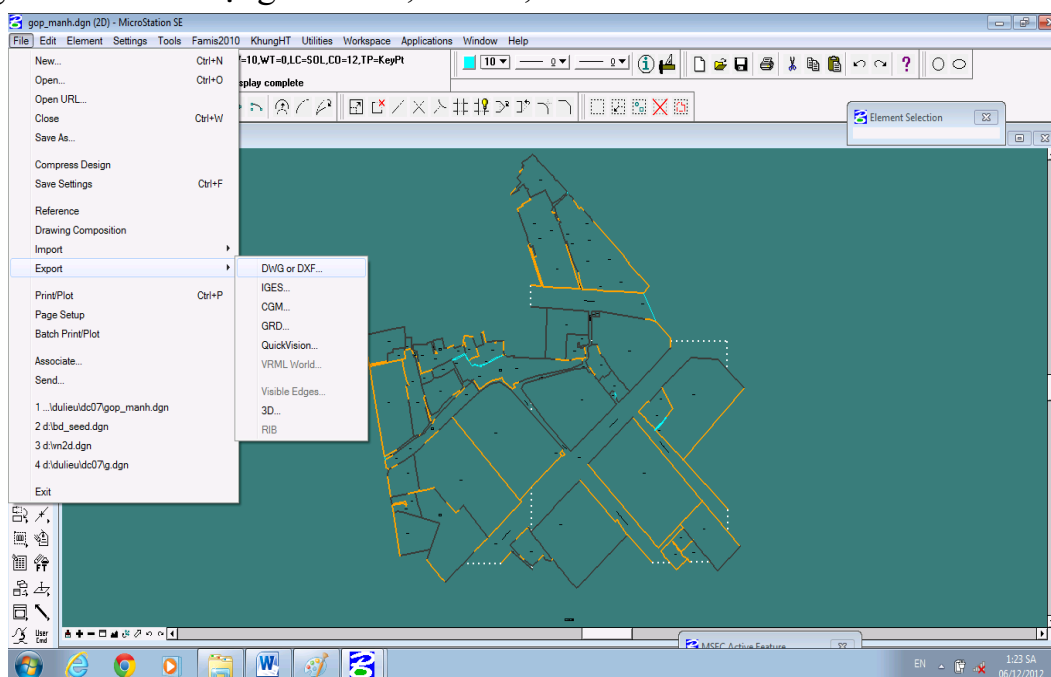 gop_manh.dgn (2D) - MicroStation SE
File Edit Element Settings Tools Famis2010 KhungHT Utilities Workspace Applications Window Help
=10,WT=0,LC=SOL,CO=12,TP=KeyPt
splay complete
10
0
0
Element Selection
New... Ctrl+N
Open... Ctrl+O
Open URL...
Close Ctrl+W
Save As...
Compress Design
Save Settings Ctrl+F
Reference
Drawing Composition
Import
Export
Print/Plot Ctrl+P
Page Setup
Batch Print/Plot
Associate...
Send...
1 ...\dulieu\dc07\gop_manh.dgn
2 d:\bd_seed.dgn
3 d:\vn2d.dgn
4 d:\dulieu\dc07\g.dgn
Exit
DWG or DXF...
IGES...
CGM...
GRD...
QuickVision...
VRML World...
Visible Edges...
3D...
RIB
User
Cmd
MSFC Active Feature
EN
1:23 SA
06/12/2012